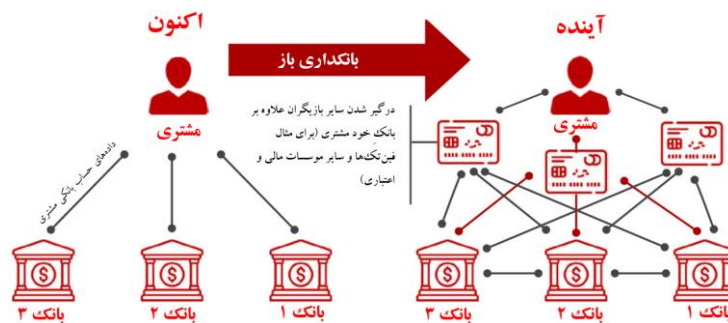 اکنون
بانکداری باز
آینده
مشتری
درگیر شدن سایر بازیگران علاوه بر
بانکِ خود مشتری (برای مثال
فین‌تک‌ها و سایر موسسات مالی و
اعتباری)
مشتری
داده‌های حساب بانکی مشتری
بانک ۱
بانک ۲
بانک ۳
بانک ۱
بانک ۲
بانک ۳